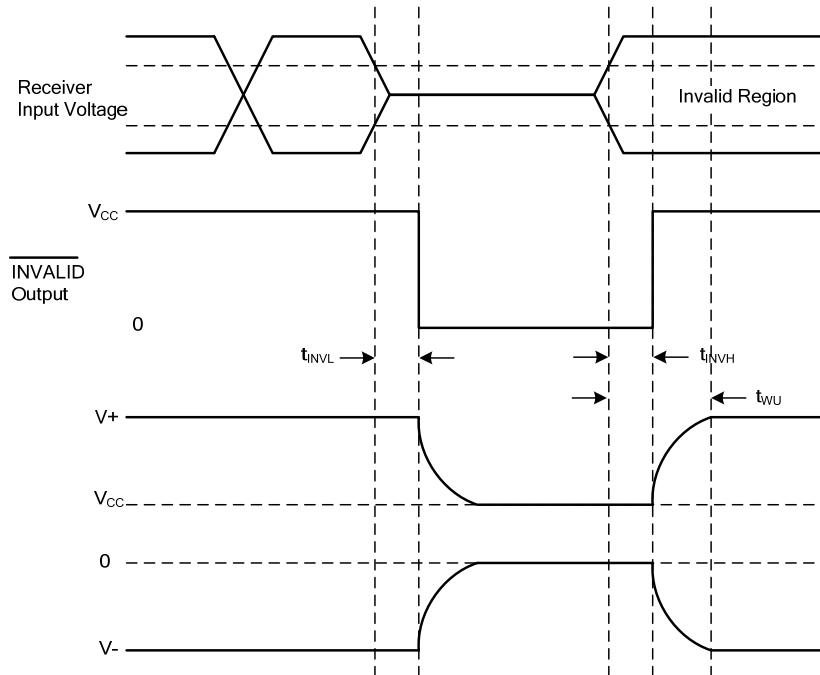 Receiver
Input Voltage
Invalid Region
VCC
INVALID
Output
0
tINVL
tINVH
tWU
V+
VCC
0
V-